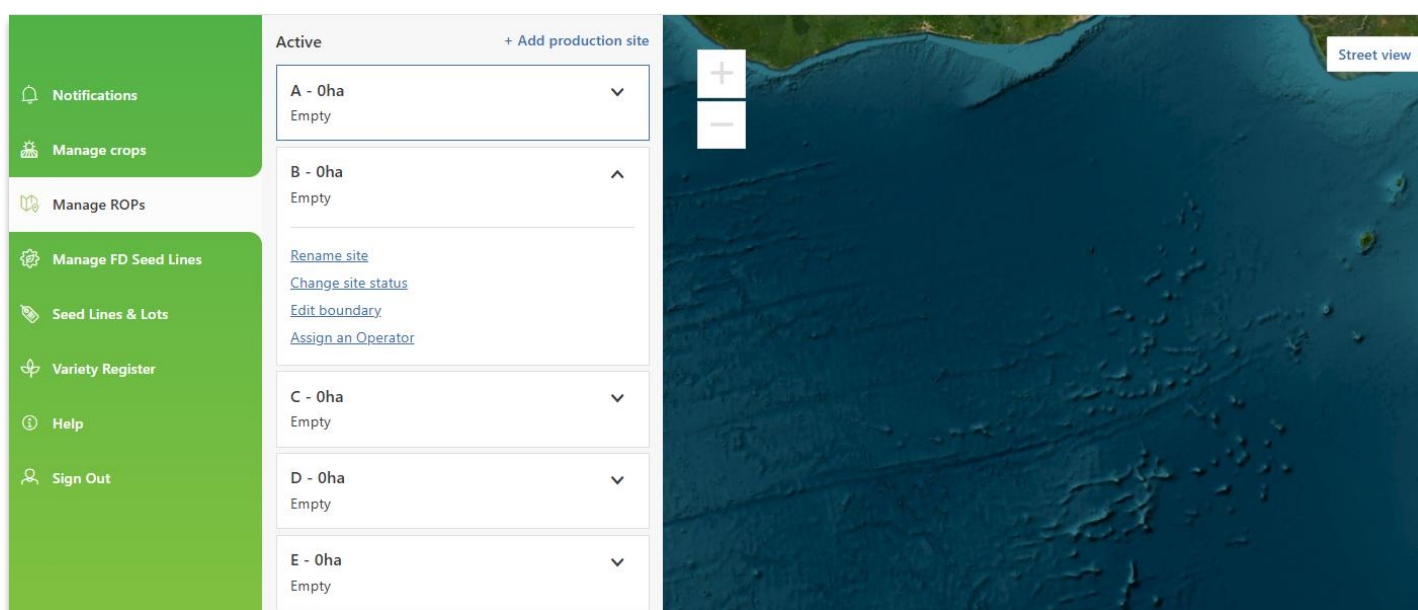 Notifications
Manage crops
Manage ROPs
Manage FD Seed Lines
Seed Lines & Lots
Variety Register
Help
Sign Out
Active
+ Add production site
A - 0ha
Empty
B - 0ha
Empty
Rename site
Change site status
Edit boundary
Assign an Operator
C - 0ha
Empty
D - 0ha
Empty
E - 0ha
Empty
+
−
Street view